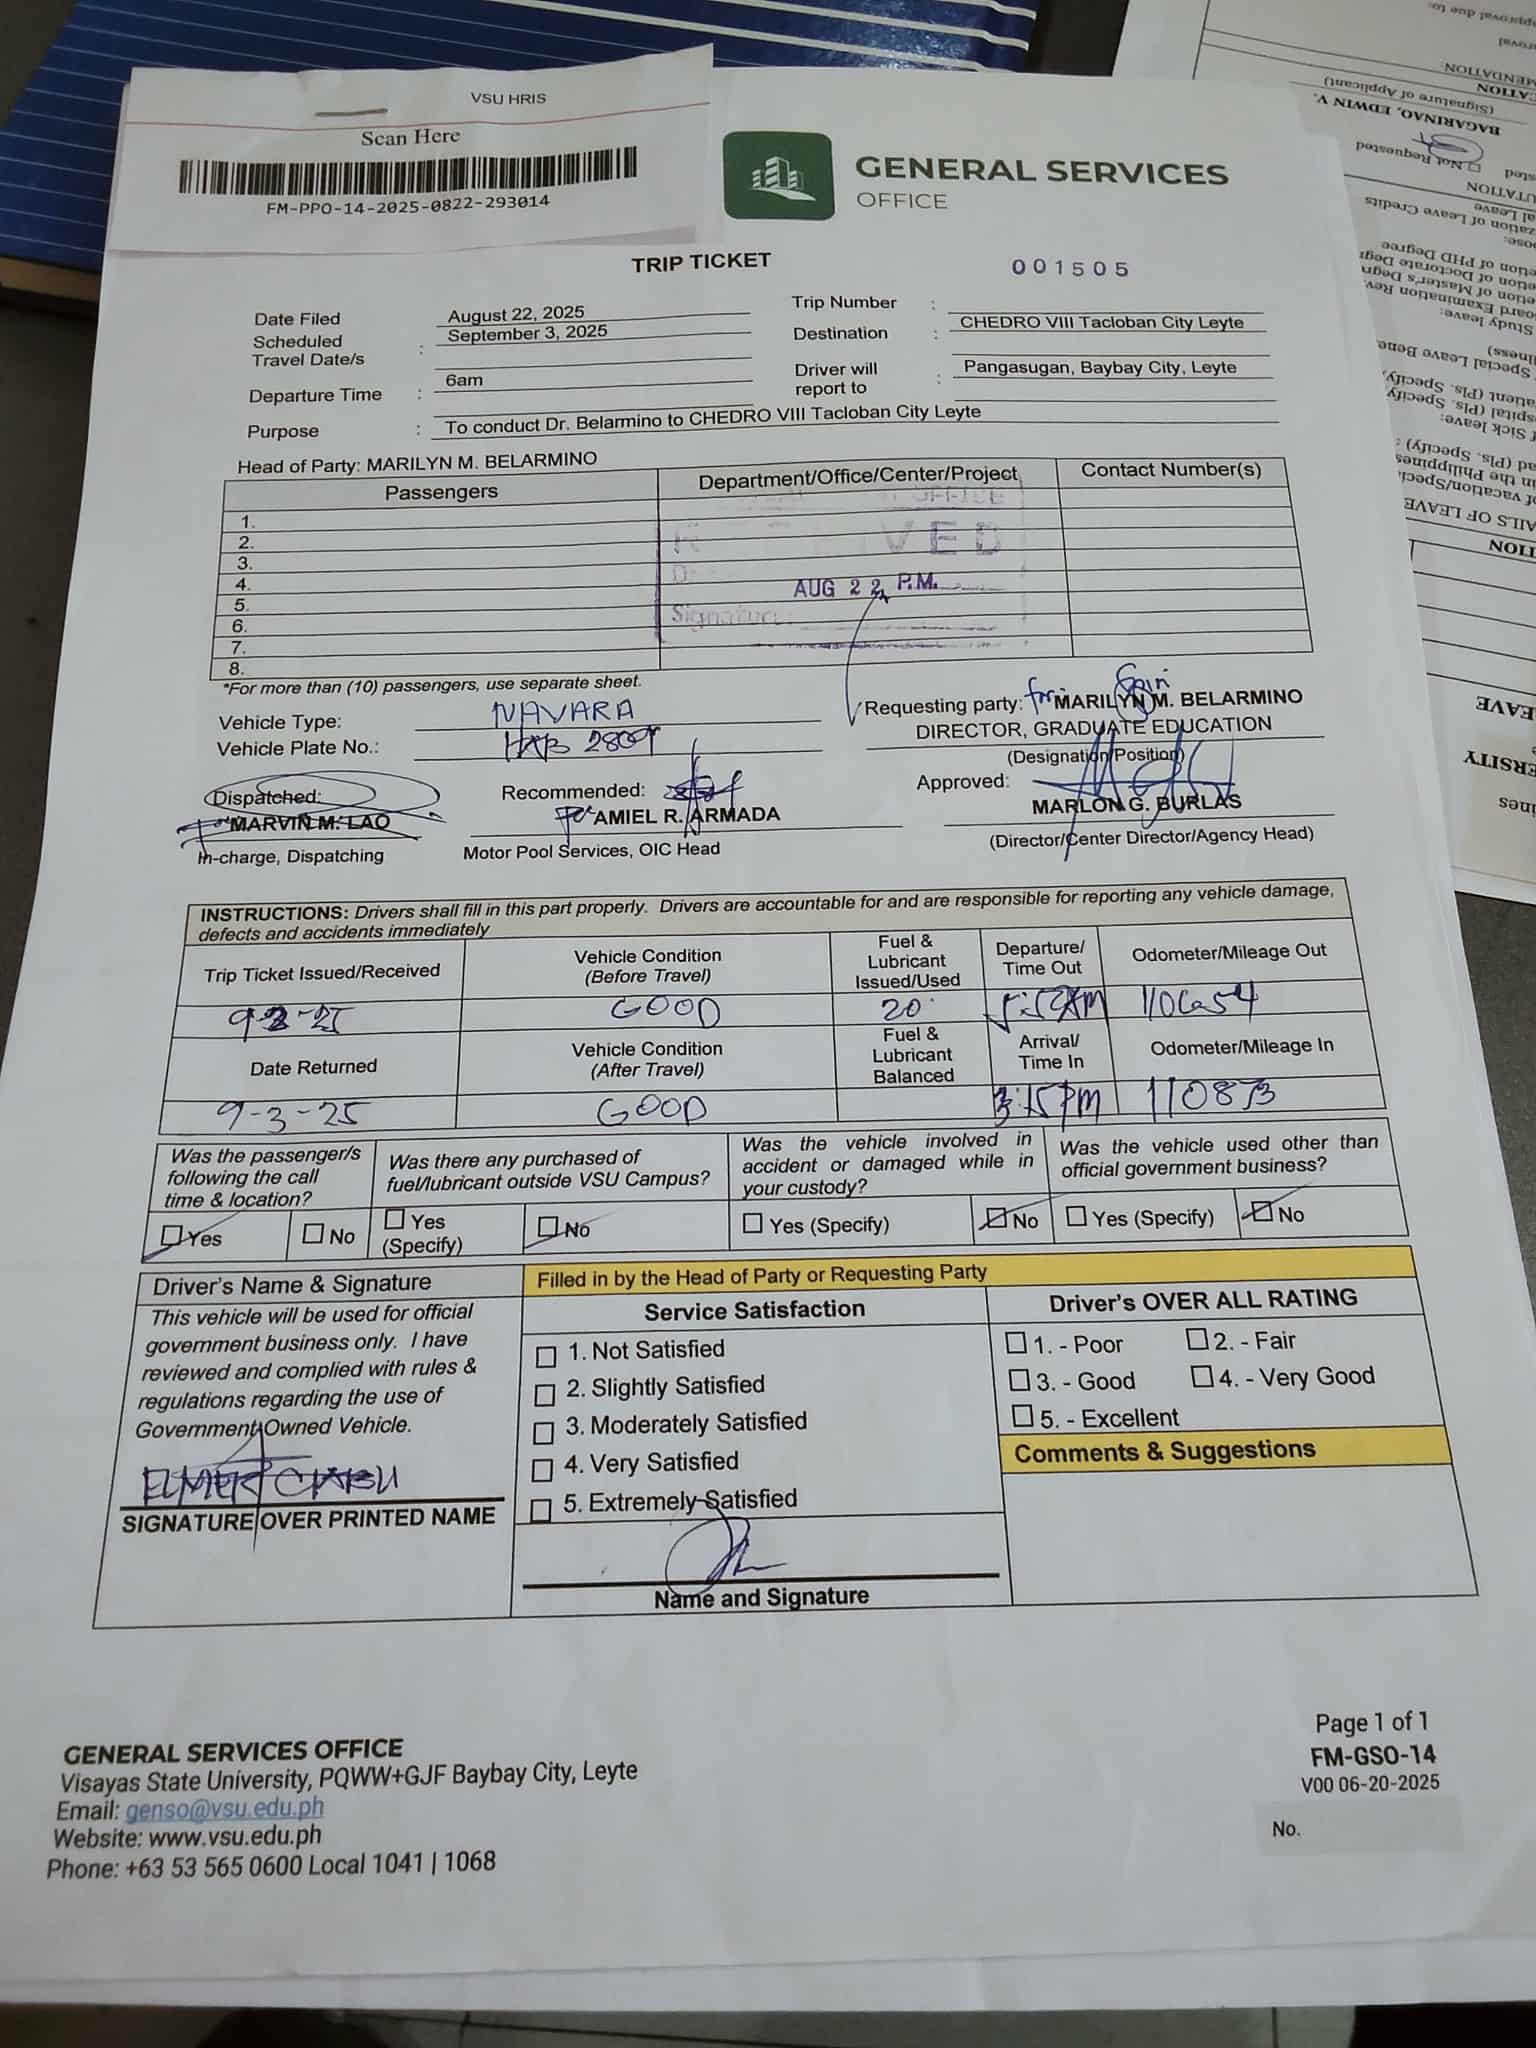 VSU HRIS
Scan Here
FM-PPO-14-2025-0822-293014
GENERAL SERVICES
OFFICE
TRIP TICKET
001505
Date Filed August 22, 2025
Scheduled Travel Date/s : September 3, 2025
Departure Time : 6am
Trip Number :
Destination : CHEDRO VIII Tacloban City Leyte
Driver will report to : Pangasugan, Baybay City, Leyte
Purpose : To conduct Dr. Belarmino to CHEDRO VIII Tacloban City Leyte
Head of Party: MARILYN M. BELARMINO
Passengers Department/Office/Center/Project Contact Number(s)
1.
2.
3.
4.
5.
6.
7.
8.
AUG 22 P.M.
Signature:
*For more than (10) passengers, use separate sheet.
Vehicle Type: NAVARA
Vehicle Plate No.:
Requesting party: for MARILYN M. BELARMINO
DIRECTOR, GRADUATE EDUCATION
(Designation/Position)
Dispatched:
MARVIN M. LAO
In-charge, Dispatching
Recommended:
for AMIEL R. ARMADA
Motor Pool Services, OIC Head
Approved:
MARLON G. BURLAS
(Director/Center Director/Agency Head)
INSTRUCTIONS: Drivers shall fill in this part properly. Drivers are accountable for and are responsible for reporting any vehicle damage,
defects and accidents immediately
Trip Ticket Issued/Received
Vehicle Condition
(Before Travel)
Fuel &
Lubricant
Issued/Used
Departure/
Time Out
Odometer/Mileage Out
GOOD 20
Date Returned
Vehicle Condition
(After Travel)
Fuel &
Lubricant
Balanced
Arrival/
Time In
Odometer/Mileage In
9-3-25 GOOD 3:15PM 110873
Was the passenger/s
following the call
time & location?
Was there any purchased of
fuel/lubricant outside VSU Campus?
Was the vehicle involved in
accident or damaged while in
your custody?
Was the vehicle used other than
official government business?
Yes No Yes (Specify) No Yes (Specify) No Yes (Specify) No
Driver's Name & Signature
This vehicle will be used for official
government business only. I have
reviewed and complied with rules &
regulations regarding the use of
Government Owned Vehicle.
ELMER
SIGNATURE OVER PRINTED NAME
Filled in by the Head of Party or Requesting Party
Service Satisfaction
1. Not Satisfied
2. Slightly Satisfied
3. Moderately Satisfied
4. Very Satisfied
5. Extremely Satisfied
Name and Signature
Driver's OVER ALL RATING
1. - Poor 2. - Fair
3. - Good 4. - Very Good
5. - Excellent
Comments & Suggestions
GENERAL SERVICES OFFICE
Visayas State University, PQWW+GJF Baybay City, Leyte
Email: genso@vsu.edu.ph
Website: www.vsu.edu.ph
Phone: +63 53 565 0600 Local 1041 | 1068
Page 1 of 1
FM-GSO-14
V00 06-20-2025
No.
BAGARINAO, EDWIN V.
(Signature of Applicant)
Not Requested